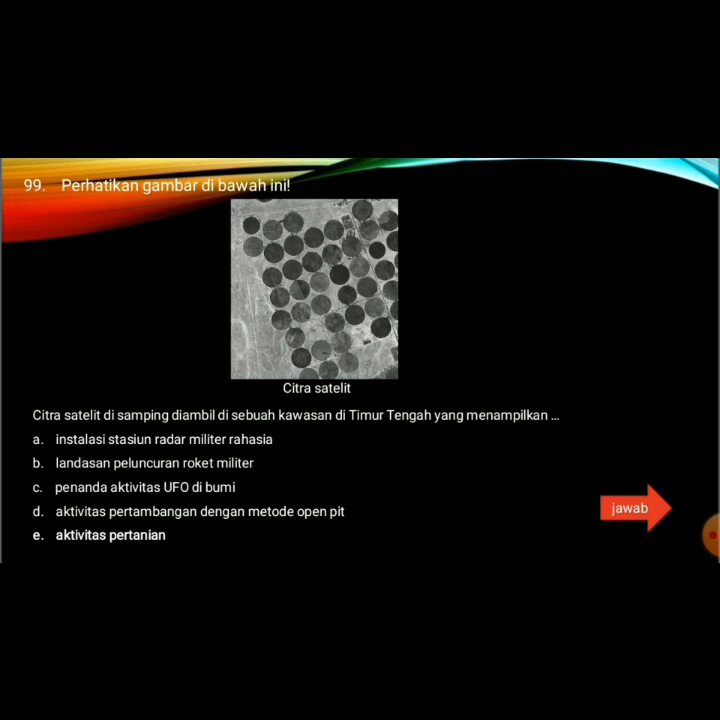 99. Perhatikan gambar di bawah ini!
Citra satelit
Citra satelit di samping diambil di sebuah kawasan di Timur Tengah yang menampilkan ...
a. instalasi stasiun radar militer rahasia
b. landasan peluncuran roket militer
c. penanda aktivitas UFO di bumi
d. aktivitas pertambangan dengan metode open pit
e. aktivitas pertanian
jawab